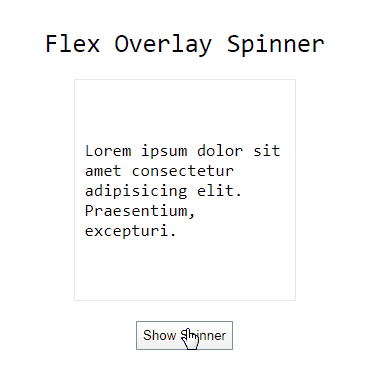 Flex Overlay Spinner
Lorem ipsum dolor sit
amet consectetur
adipisicing elit.
Praesentium,
excepturi.
Show Spinner